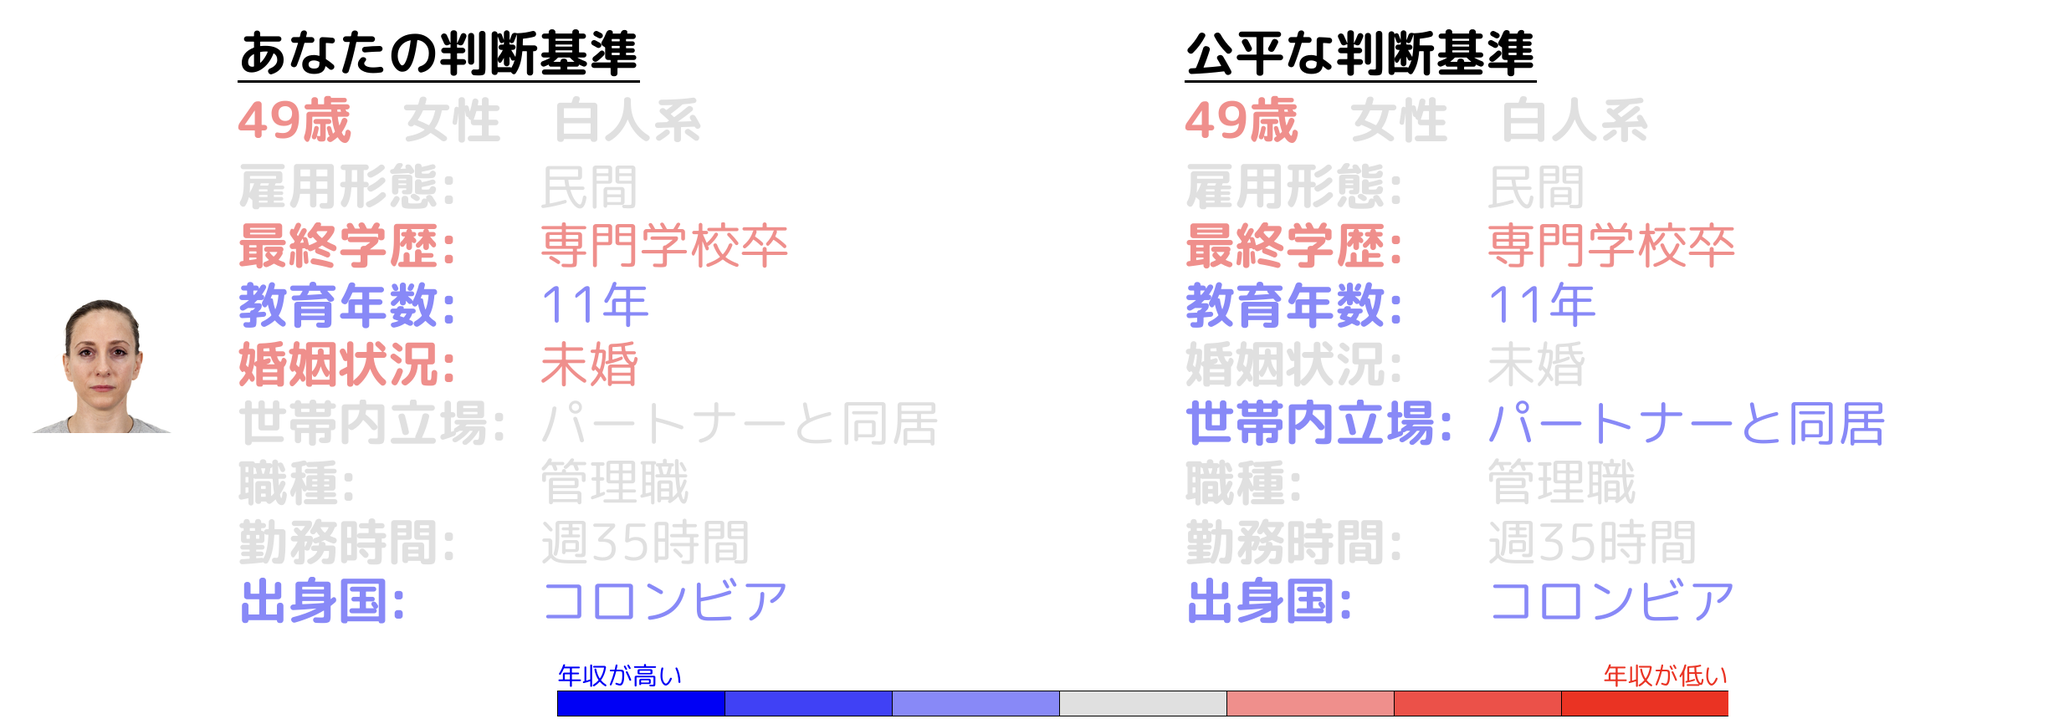 あなたの判断基準
49歳 女性 白人系
雇用形態: 民間
最終学歴: 専門学校卒
教育年数: 11年
婚姻状況: 未婚
世帯内立場: パートナーと同居
職種: 管理職
勤務時間: 週35時間
出身国: コロンビア
公平な判断基準
49歳 女性 白人系
雇用形態: 民間
最終学歴: 専門学校卒
教育年数: 11年
婚姻状況: 未婚
世帯内立場: パートナーと同居
職種: 管理職
勤務時間: 週35時間
出身国: コロンビア
年収が高い
年収が低い